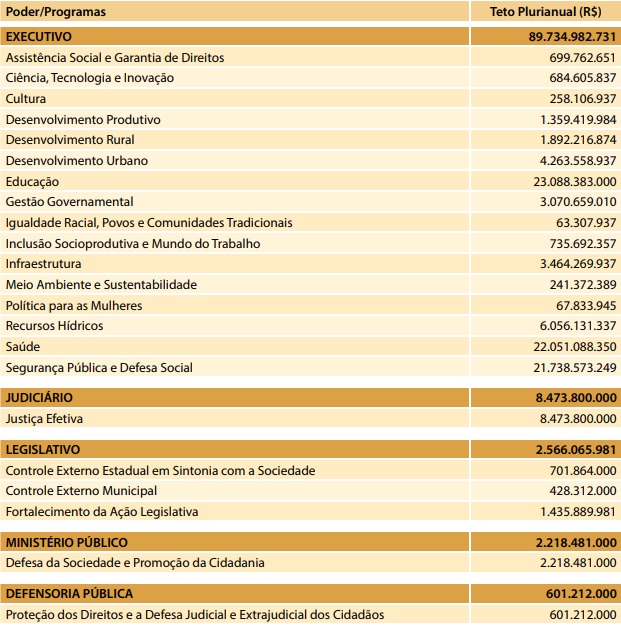 Poder/Programas Teto Plurianual (R$)
EXECUTIVO 89.734.982.731
Assistência Social e Garantia de Direitos 699.762.651
Ciência, Tecnologia e Inovação 684.605.837
Cultura 258.106.937
Desenvolvimento Produtivo 1.359.419.984
Desenvolvimento Rural 1.892.216.874
Desenvolvimento Urbano 4.263.558.937
Educação 23.088.383.000
Gestão Governamental 3.070.659.010
Igualdade Racial, Povos e Comunidades Tradicionais 63.307.937
Inclusão Socioprodutiva e Mundo do Trabalho 735.692.357
Infraestrutura 3.464.269.937
Meio Ambiente e Sustentabilidade 241.372.389
Política para as Mulheres 67.833.945
Recursos Hídricos 6.056.131.337
Saúde 22.051.088.350
Segurança Pública e Defesa Social 21.738.573.249
JUDICIÁRIO 8.473.800.000
Justiça Efetiva 8.473.800.000
LEGISLATIVO 2.566.065.981
Controle Externo Estadual em Sintonia com a Sociedade 701.864.000
Controle Externo Municipal 428.312.000
Fortalecimento da Ação Legislativa 1.435.889.981
MINISTÉRIO PÚBLICO 2.218.481.000
Defesa da Sociedade e Promoção da Cidadania 2.218.481.000
DEFENSORIA PÚBLICA 601.212.000
Proteção dos Direitos e a Defesa Judicial e Extrajudicial dos Cidadãos 601.212.000